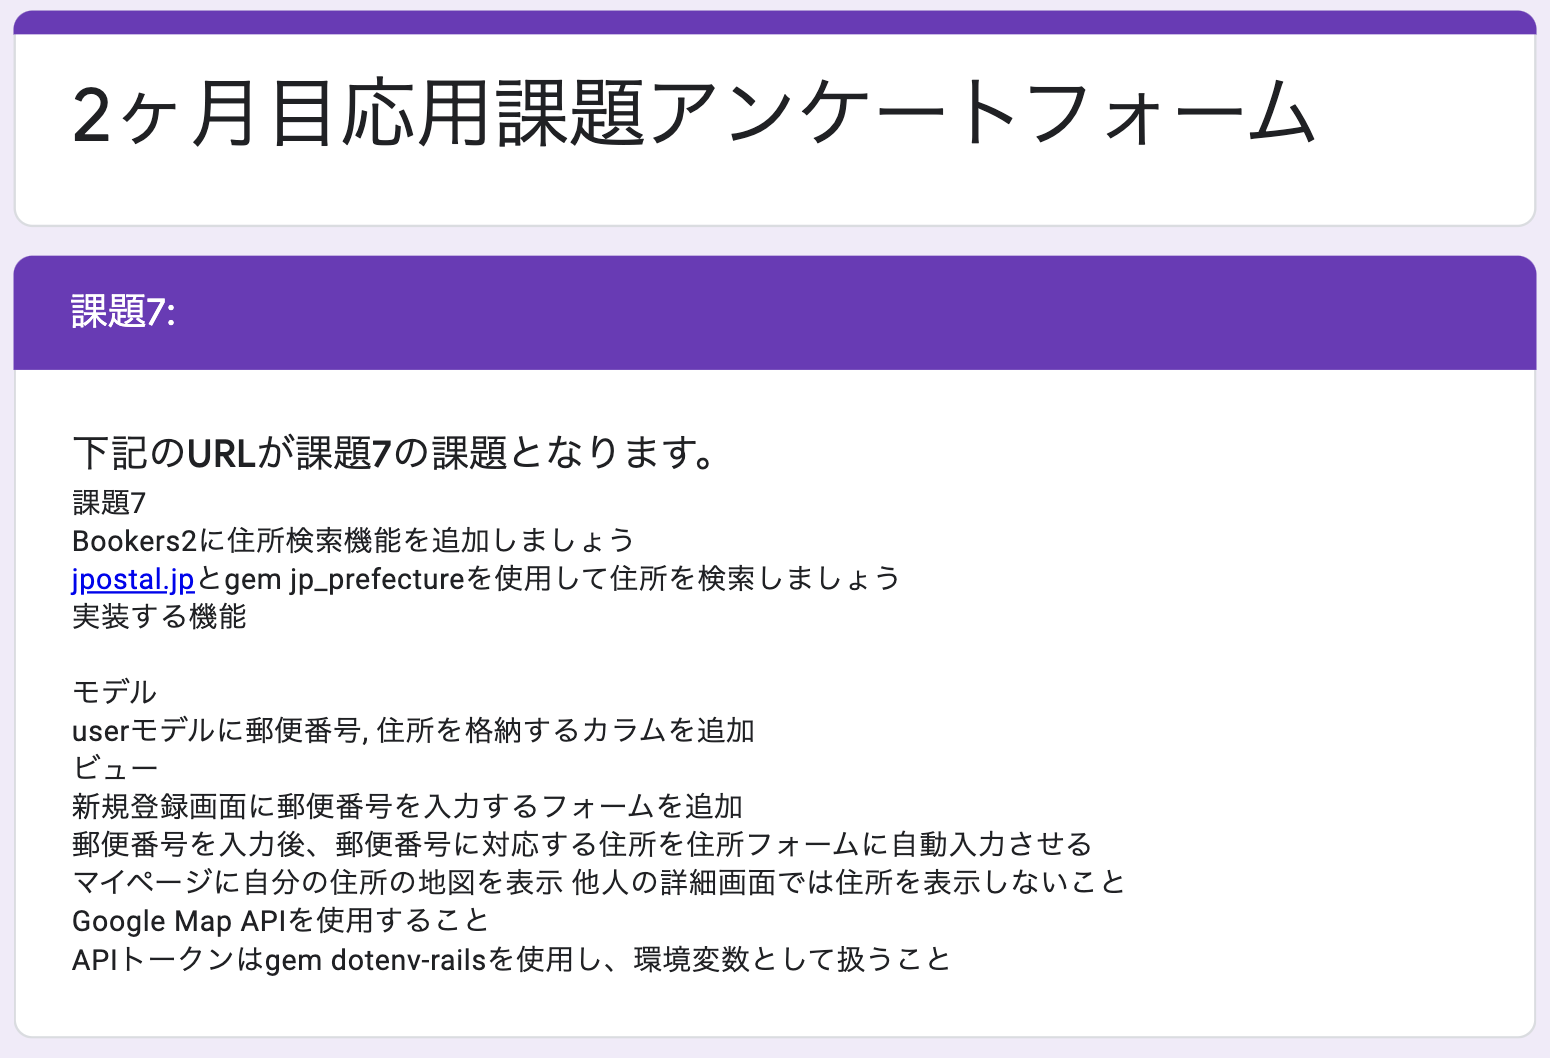 2ヶ月目応用課題アンケートフォーム
課題7:
下記のURLが課題7の課題となります。
課題7
Bookers2に住所検索機能を追加しましょう
jpostal.jpとgem jp_prefectureを使用して住所を検索しましょう
実装する機能
モデル
userモデルに郵便番号, 住所を格納するカラムを追加
ビュー
新規登録画面に郵便番号を入力するフォームを追加
郵便番号を入力後、郵便番号に対応する住所を住所フォームに自動入力させる
マイページに自分の住所の地図を表示 他人の詳細画面では住所を表示しないこと
Google Map APIを使用すること
APIトークンはgem dotenv-railsを使用し、環境変数として扱うこと